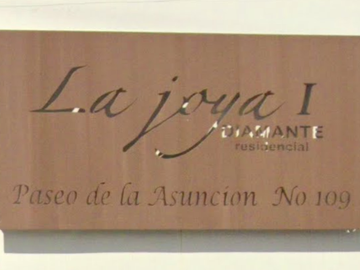 La joya I
DIAMANTE
residencial
Paseo de la Asuncion No 109